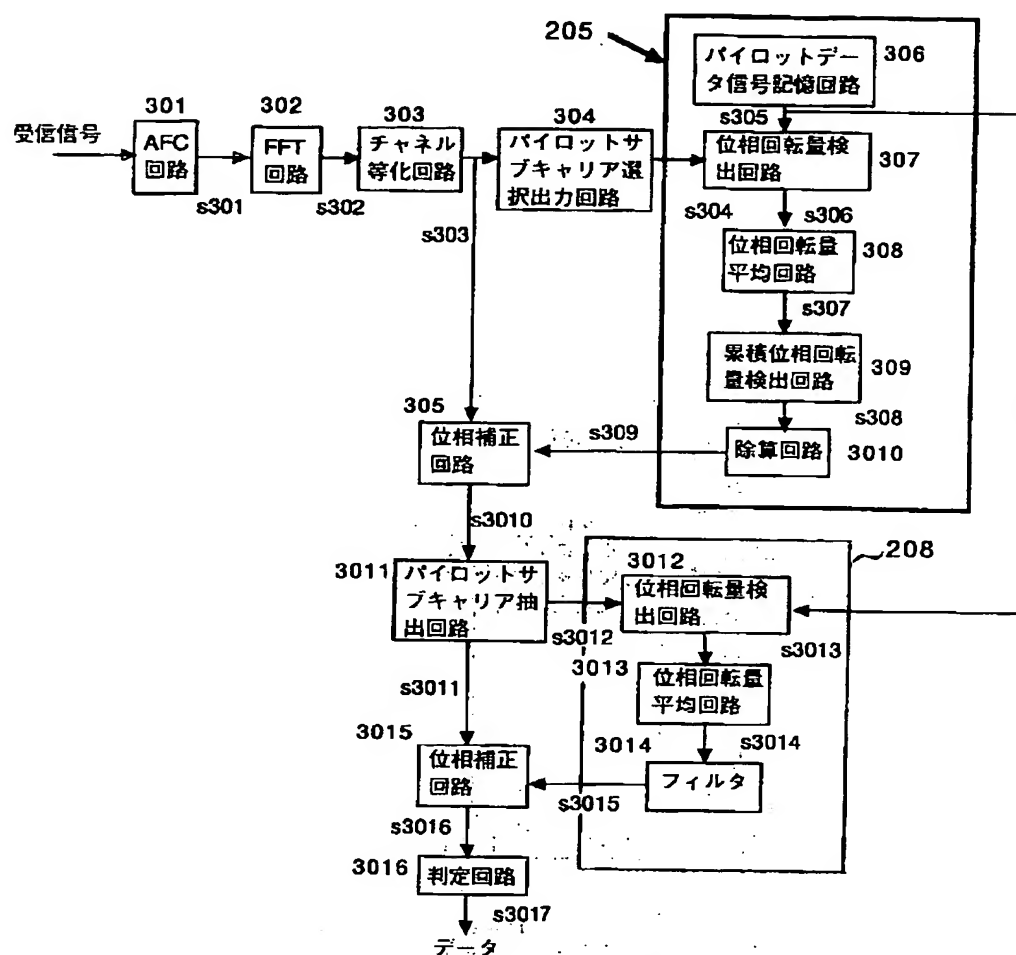 205
パイロットデー
タ信号記憶回路
306
s305
受信信号
301
AFC
回路
s301
302
FFT
回路
s302
303
チャネル
等化回路
304
パイロットサ
ブキャリア選
択出力回路
位相回転量検
出回路
307
s303
s304
s306
位相回転量
平均回路
308
s307
累積位相回転
量検出回路
309
s308
305
位相補正
回路
s309
除算回路
3010
s3010
208
3011
パイロットサ
ブキャリア抽
出回路
3012
位相回転量検
出回路
s3012
s3013
s3011
3013
位相回転量
平均回路
3014
s3014
3015
位相補正
回路
フィルタ
s3015
s3016
3016
判定回路
s3017
データ